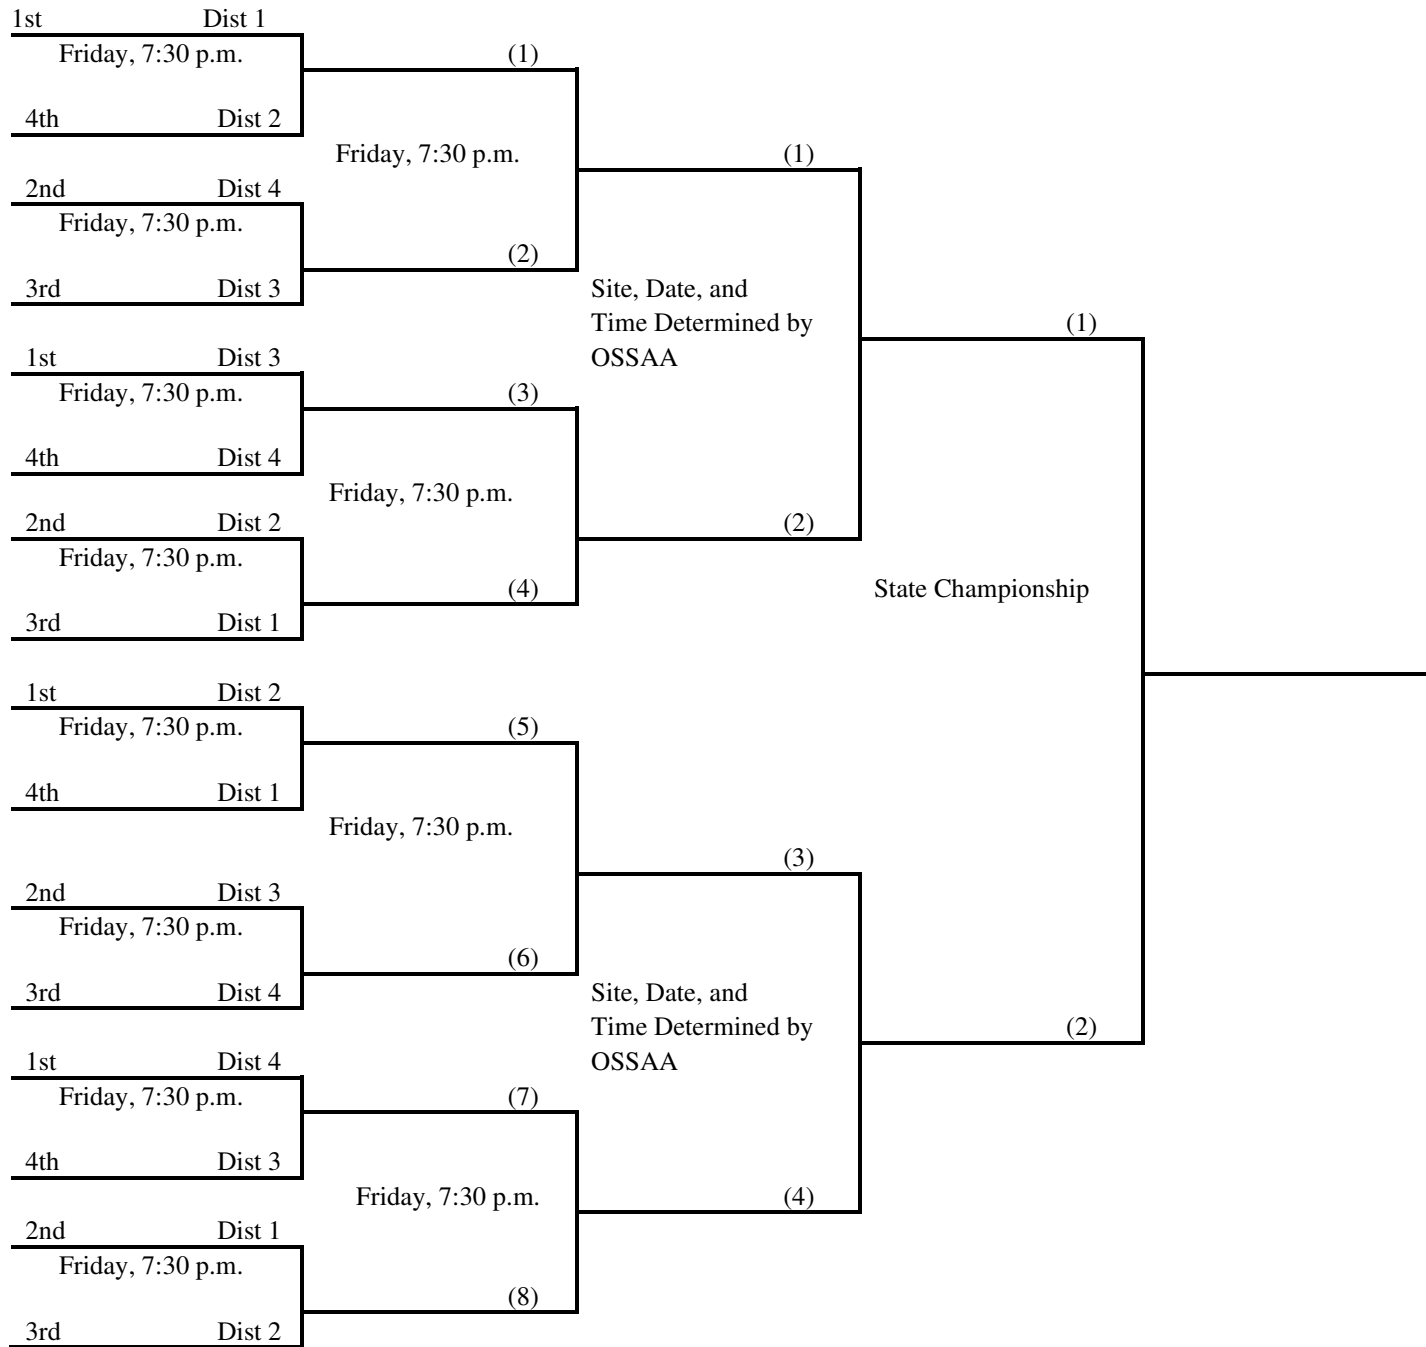 1st Dist 1
Friday, 7:30 p.m.
(1)
4th Dist 2
Friday, 7:30 p.m.
(1)
2nd Dist 4
Friday, 7:30 p.m.
(2)
3rd Dist 3
Site, Date, and
Time Determined by
OSSAA
(1)
1st Dist 3
Friday, 7:30 p.m.
(3)
4th Dist 4
Friday, 7:30 p.m.
(2)
2nd Dist 2
Friday, 7:30 p.m.
(4)
3rd Dist 1
State Championship
1st Dist 2
Friday, 7:30 p.m.
(5)
4th Dist 1
Friday, 7:30 p.m.
(3)
2nd Dist 3
Friday, 7:30 p.m.
(6)
3rd Dist 4
Site, Date, and
Time Determined by
OSSAA
(2)
1st Dist 4
Friday, 7:30 p.m.
(7)
4th Dist 3
Friday, 7:30 p.m.
(4)
2nd Dist 1
Friday, 7:30 p.m.
(8)
3rd Dist 2